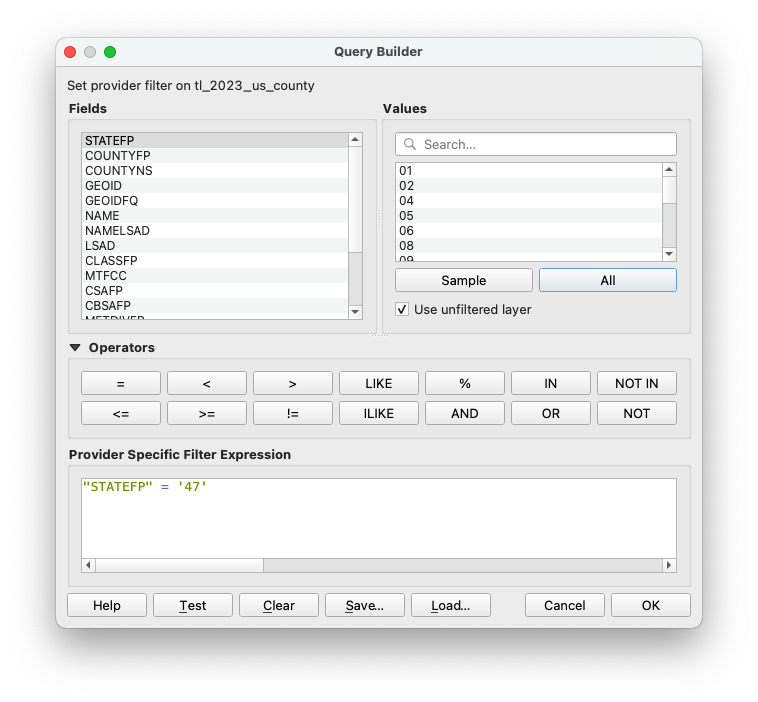 Query Builder
Set provider filter on tl_2023_us_county
Fields
STATEFP
COUNTYFP
COUNTYNS
GEOID
GEOIDFQ
NAME
NAMELSAD
LSAD
CLASSFP
MTFCC
CSAFP
CBSAFP
METDIVFP
Values
Search...
01
02
04
05
06
08
09
Sample
All
Use unfiltered layer
Operators
= < > LIKE % IN NOT IN
<= >= != ILIKE AND OR NOT
Provider Specific Filter Expression
"STATEFP" = '47'
Help Test Clear Save... Load... Cancel OK